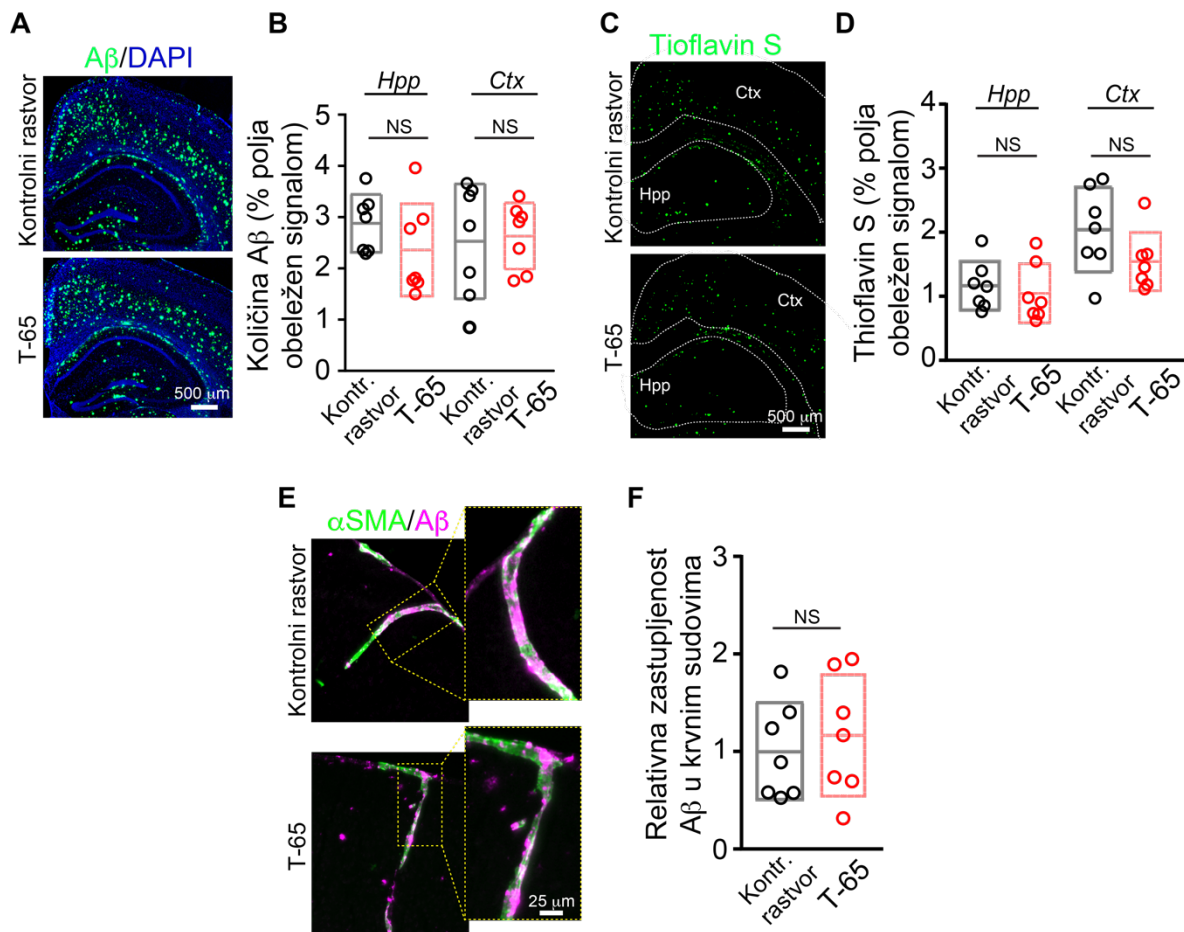 A
Aβ/DAPI
Kontrolni rastvor
T-65
500 μm
B
Količina Aβ (% polja
obeležen signalom)
Hpp
Ctx
NS
NS
5
4
3
2
1
0
Kontr.
rastvor
T-65
Kontr.
rastvor
T-65
C
Tioflavin S
Kontrolni rastvor
Ctx
Hpp
T-65
Ctx
Hpp
500 μm
D
Thioflavin S (% polja
obeležen signalom)
Hpp
Ctx
NS
NS
4
3
2
1
0
Kontr.
rastvor
T-65
Kontr.
rastvor
T-65
E
αSMA/Aβ
Kontrolni rastvor
T-65
25 μm
F
Relativna zastupljenost
Aβ u krvnim sudovima
NS
3
2
1
0
Kontr.
rastvor
T-65